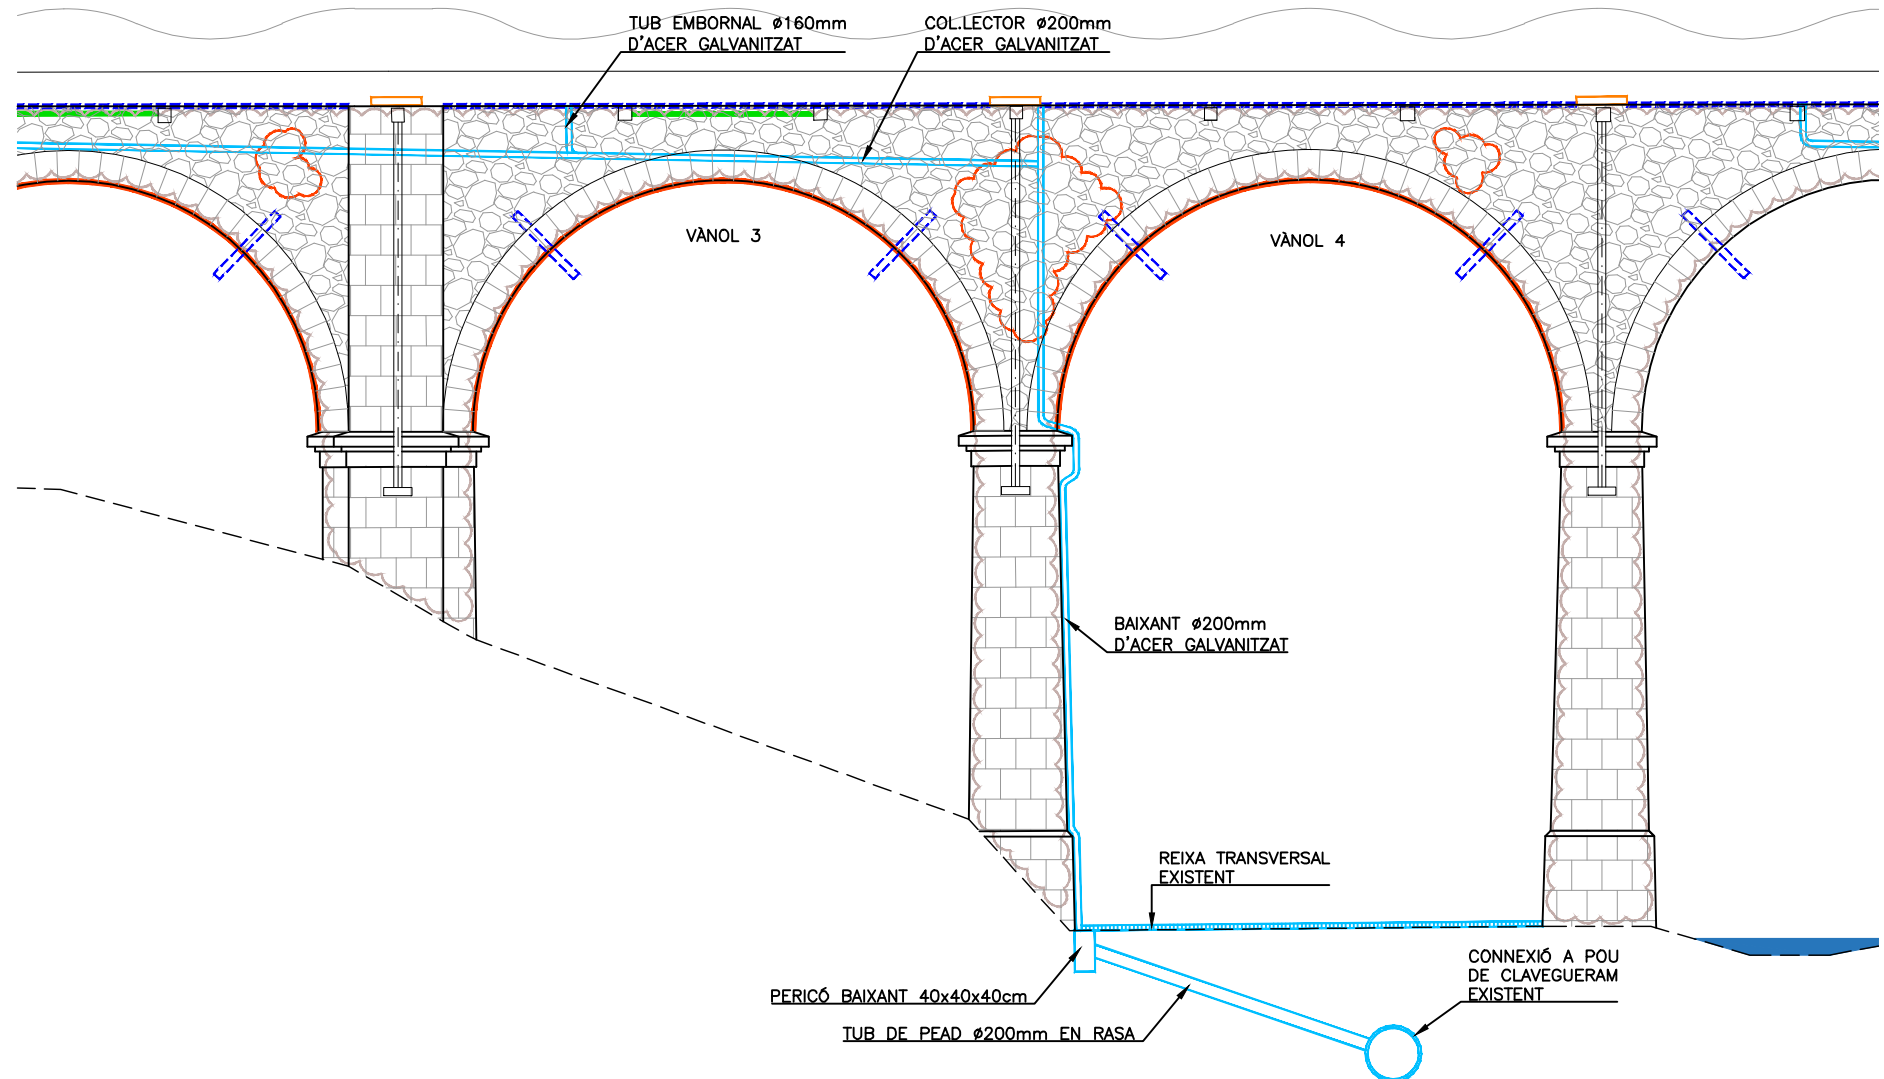 TUB EMBORNAL ø160mm
D'ACER GALVANITZAT
COL.LECTOR ø200mm
D'ACER GALVANITZAT
VÀNOL 3
VÀNOL 4
BAIXANT ø200mm
D'ACER GALVANITZAT
REIXA TRANSVERSAL
EXISTENT
CONNEXIÓ A POU
DE CLAVEGUERAM
EXISTENT
PERICÓ BAIXANT 40x40x40cm
TUB DE PEAD ø200mm EN RASA